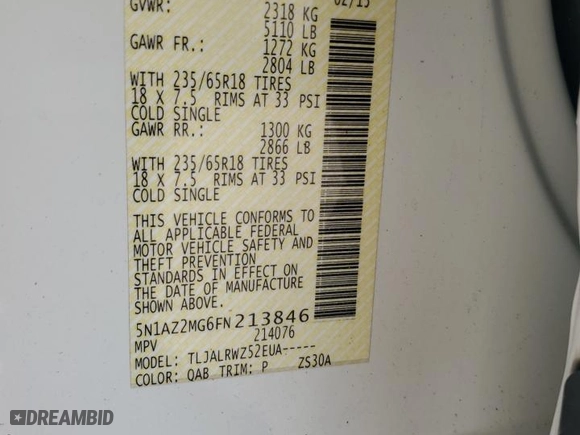 GVWR: 02/15
2318 KG
5110 LB
GAWR FR.: 1272 KG
2804 LB
WITH 235/65R18 TIRES
18 X 7.5 RIMS AT 33 PSI
COLD SINGLE
GAWR RR.: 1300 KG
2866 LB
WITH 235/65R18 TIRES
18 X 7.5 RIMS AT 33 PSI
COLD SINGLE
THIS VEHICLE CONFORMS TO
ALL APPLICABLE FEDERAL
MOTOR VEHICLE SAFETY AND
THEFT PREVENTION
STANDARDS IN EFFECT ON
THE DATE OF MANUFACTURE
SHOWN ABOVE.
5N1AZ2MG6FN213846
MPV 214076
MODEL: TLJALRWZ52EUA-----
COLOR: QAB TRIM: P ZS30A
DREAMBID